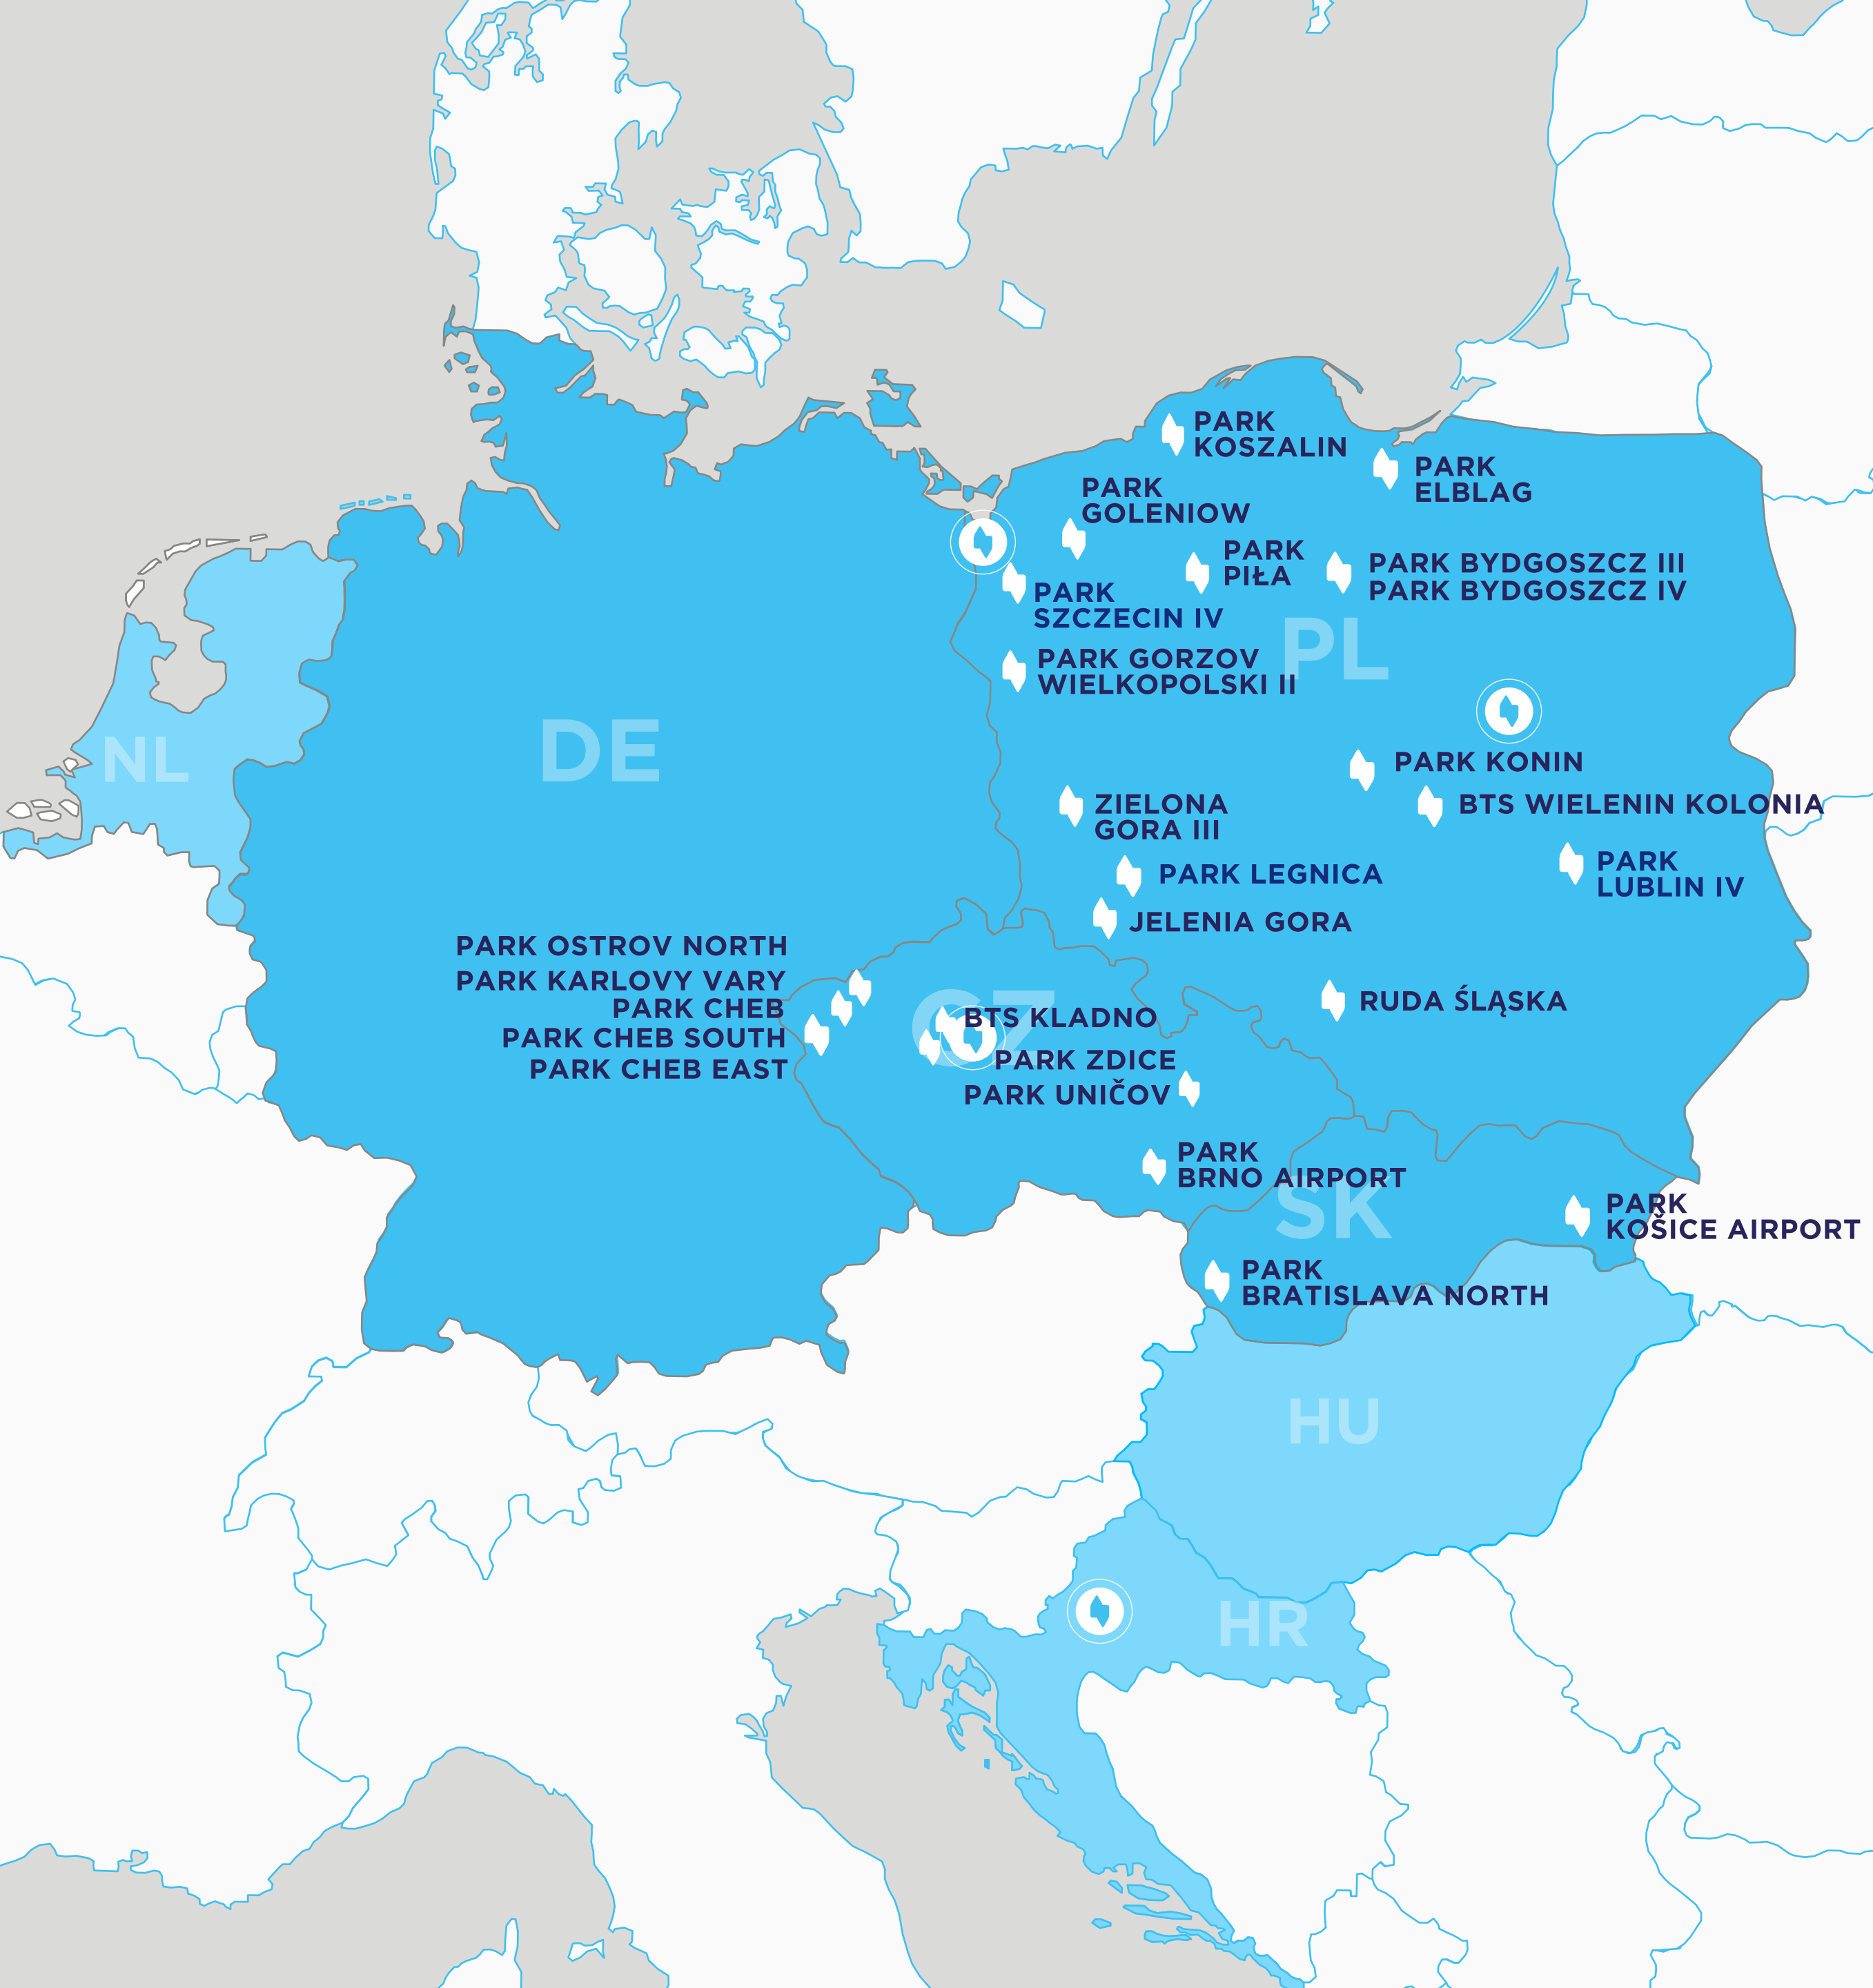 PARK
KOSZALIN
PARK
ELBLAG
PARK
GOLENIOW
PARK
PIŁA
PARK BYDGOSZCZ III
PARK BYDGOSZCZ IV
PARK
SZCZECIN IV
PL
PARK GORZOV
WIELKOPOLSKI II
DE
NL
PARK KONIN
ZIELONA
GORA III
BTS WIELENIN KOLONIA
PARK LEGNICA
PARK
LUBLIN IV
JELENIA GORA
PARK OSTROV NORTH
PARK KARLOVY VARY
PARK CHEB
PARK CHEB SOUTH
PARK CHEB EAST
CZ
BTS KLADNO
RUDA ŚLĄSKA
PARK ZDICE
PARK UNIČOV
PARK
BRNO AIRPORT
SK
PARK
KOŠICE AIRPORT
PARK
BRATISLAVA NORTH
HU
HR